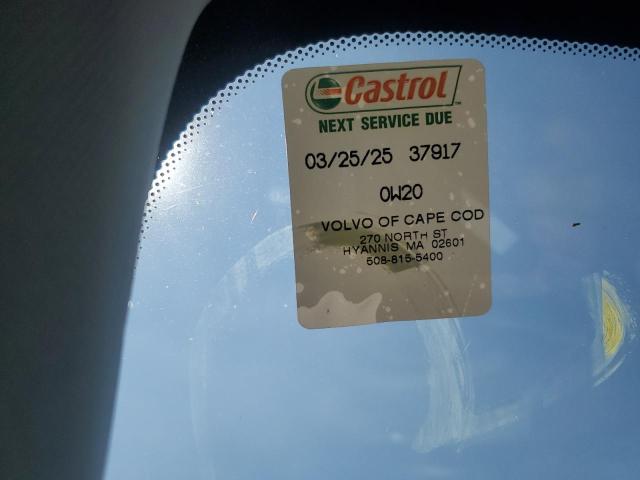 Castrol
NEXT SERVICE DUE
03/25/25 37917
0W20
VOLVO OF CAPE COD
270 NORTH ST
HYANNIS MA 02601
508-815-5400